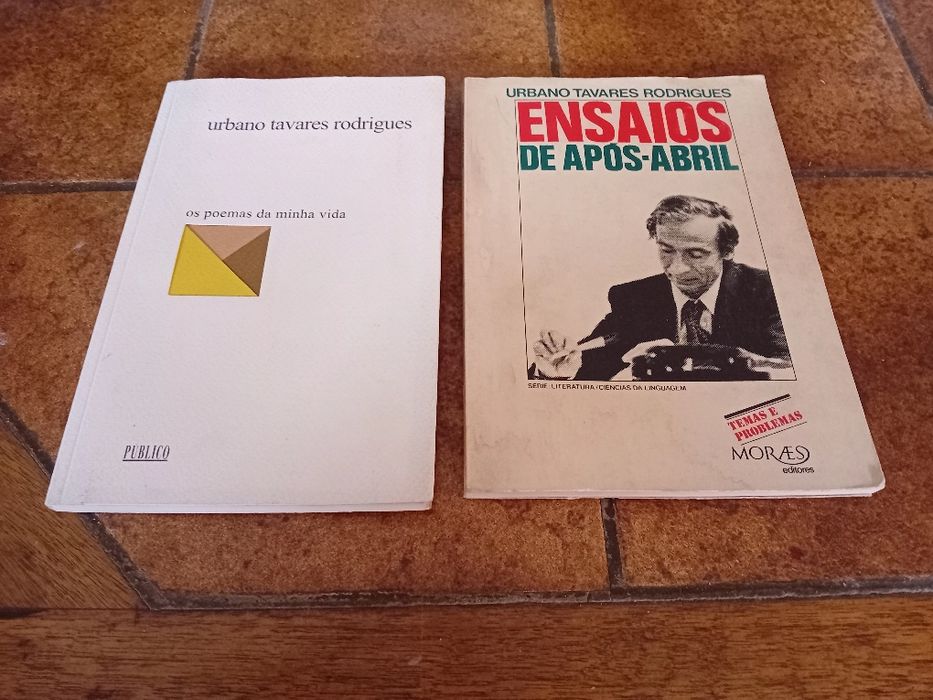 urbano tavares rodrigues
os poemas da minha vida
PÚBLICO
URBANO TAVARES RODRIGUES
ENSAIOS
DE APÓS-ABRIL
SÉRIE: LITERATURA/CIÊNCIAS DA LINGUAGEM
TEMAS E
PROBLEMAS
MORÆS
editores